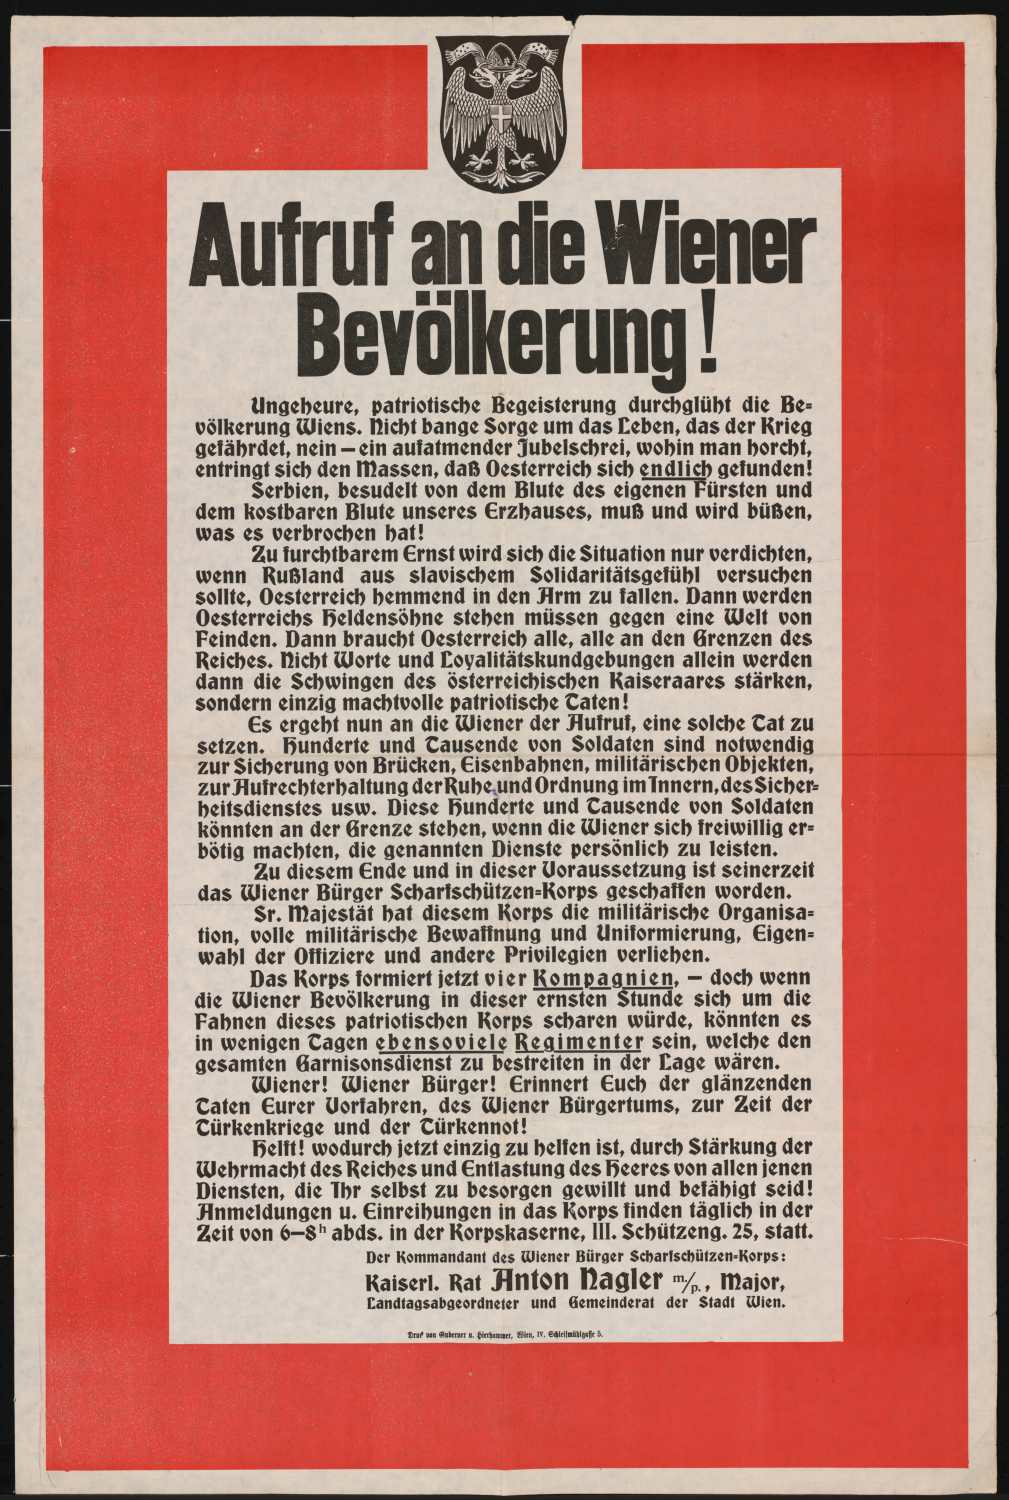 Aufruf an die Wiener
Bevölkerung!
Ungeheure, patriotische Begeisterung durchglüht die Be-
völkerung Wiens. Nicht bange Sorge um das Leben, das der Krieg
gefährdet, nein — ein aufatmender Jubelschrei, wohin man horcht,
entringt sich den Massen, daß Oesterreich sich endlich gefunden!
Serbien, besudelt von dem Blute des eigenen Fürsten und
dem kostbaren Blute unseres Erzhauses, muß und wird büßen,
was es verbrochen hat!
Zu furchtbarem Ernst wird sich die Situation nur verdichten,
wenn Rußland aus slavischem Solidaritätsgefühl versuchen
sollte, Oesterreich hemmend in den Arm zu fallen. Dann werden
Oesterreichs Heldensöhne stehen müssen gegen eine Welt von
Feinden. Dann braucht Oesterreich alle, alle an den Grenzen des
Reiches. Nicht Worte und Loyalitätskundgebungen allein werden
dann die Schwingen des österreichischen Kaiseraares stärken,
sondern einzig machtvolle patriotische Taten!
Es ergeht nun an die Wiener der Aufruf, eine solche Tat zu
setzen. Hunderte und Tausende von Soldaten sind notwendig
zur Sicherung von Brücken, Eisenbahnen, militärischen Objekten,
zur Aufrechterhaltung der Ruhe und Ordnung im Innern, des Sicher-
heitsdienstes usw. Diese Hunderte und Tausende von Soldaten
könnten an der Grenze stehen, wenn die Wiener sich freiwillig er-
bötig machten, die genannten Dienste persönlich zu leisten.
Zu diesem Ende und in dieser Voraussetzung ist seinerzeit
das Wiener Bürger Scharfschützen-Korps geschaffen worden.
Sr. Majestät hat diesem Korps die militärische Organisa-
tion, volle militärische Bewaffnung und Uniformierung, Eigen-
wahl der Offiziere und andere Privilegien verliehen.
Das Korps formiert jetzt vier Kompagnien, — doch wenn
die Wiener Bevölkerung in dieser ernsten Stunde sich um die
Fahnen dieses patriotischen Korps scharen würde, könnten es
in wenigen Tagen ebensoviele Regimenter sein, welche den
gesamten Garnisonsdienst zu bestreiten in der Lage wären.
Wiener! Wiener Bürger! Erinnert Euch der glänzenden
Taten Eurer Vorfahren, des Wiener Bürgertums, zur Zeit der
Türkenkriege und der Türkennot!
Helft! wodurch jetzt einzig zu helfen ist, durch Stärkung der
Wehrmacht des Reiches und Entlastung des Heeres von allen jenen
Diensten, die Ihr selbst zu besorgen gewillt und befähigt seid!
Anmeldungen u. Einreihungen in das Korps finden täglich in der
Zeit von 6—8ʰ abds. in der Korpskaserne, III. Schützeng. 25, statt.
Der Kommandant des Wiener Bürger Scharfschützen-Korps:
Kaiserl. Rat Anton Nagler m/p., Major,
Landtagsabgeordneter und Gemeinderat der Stadt Wien.
Druck von Guberner u. Hierhammer, Wien, IV. Schleifmühlgasse 5.